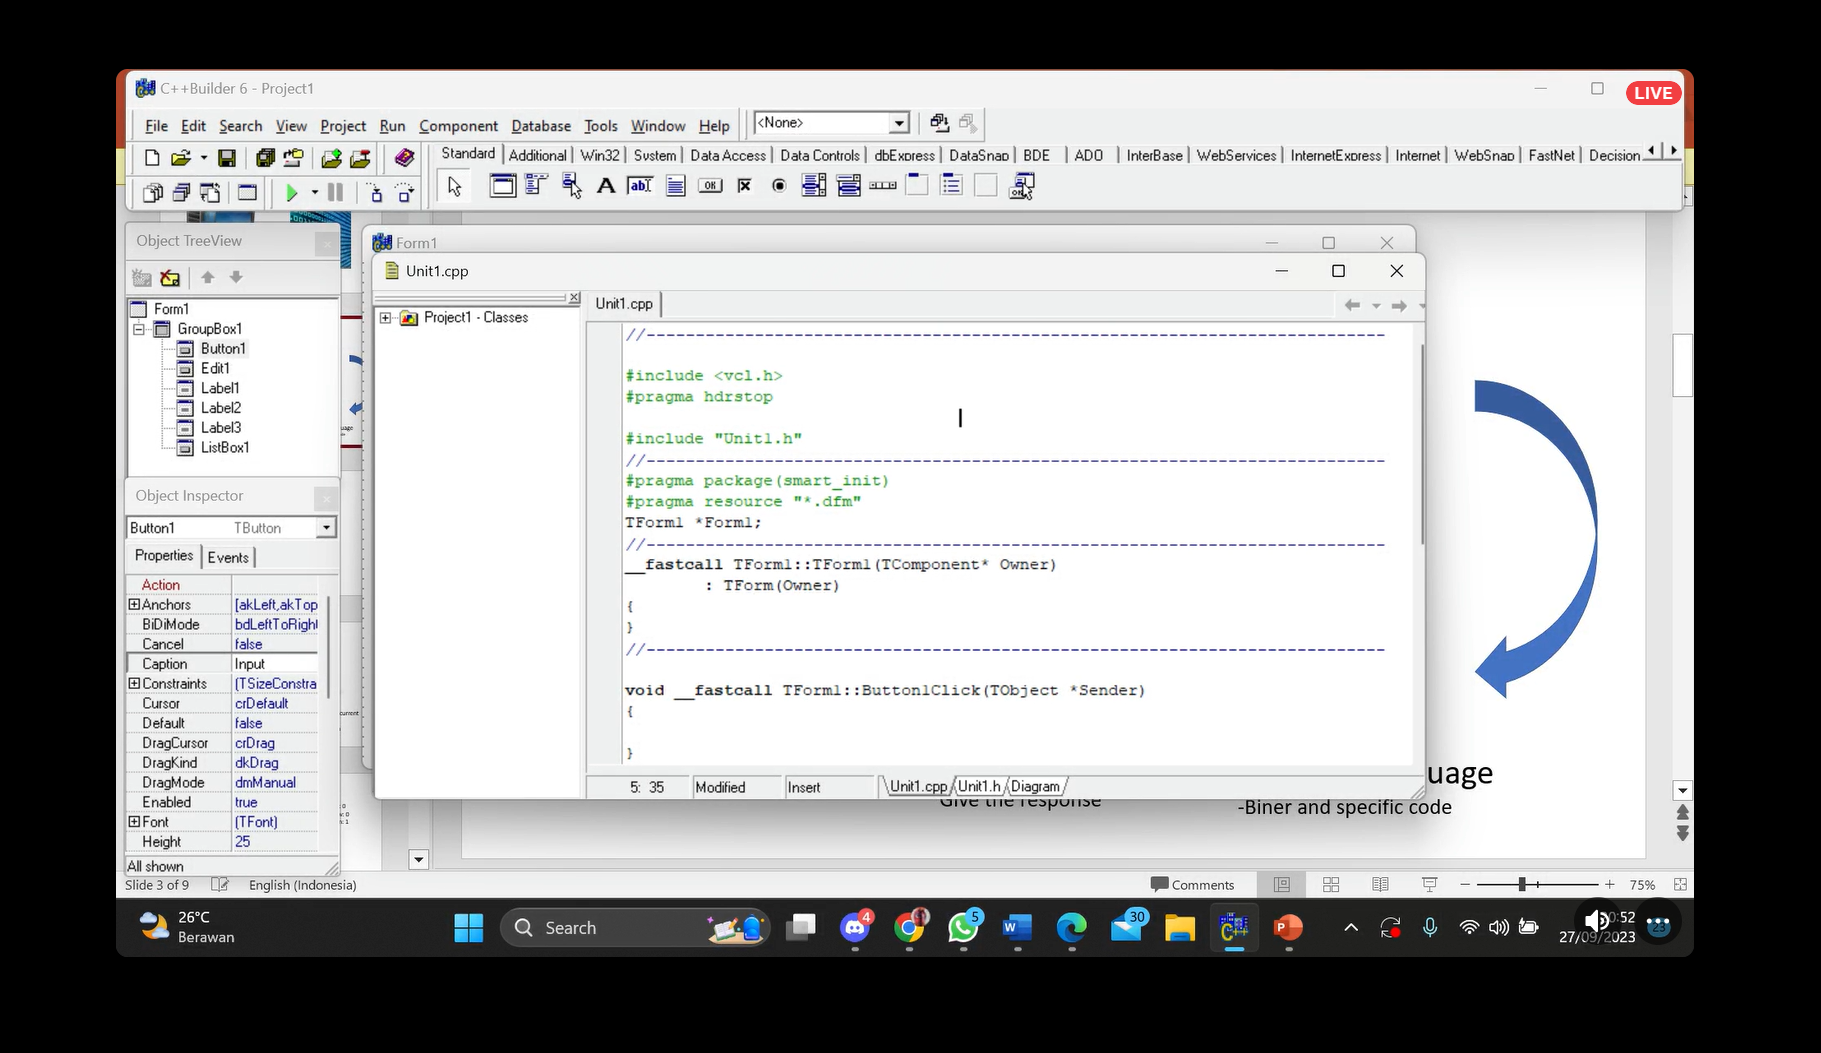 C++Builder 6 - Project1
LIVE
File Edit Search View Project Run Component Database Tools Window Help
<None>
Standard Additional Win32 System Data Access Data Controls dbExpress DataSnap BDE ADO InterBase WebServices InternetExpress Internet WebSnap FastNet Decision
Object TreeView
Form1
GroupBox1
Button1
Edit1
Label1
Label2
Label3
ListBox1
Object Inspector
Button1 TButton
Properties Events
Action
Anchors [akLeft,akTop
BiDiMode bdLeftToRight
Cancel false
Caption Input
Constraints (TSizeConstra
Cursor crDefault
Default false
DragCursor crDrag
DragKind dkDrag
DragMode dmManual
Enabled true
Font (TFont)
Height 25
All shown
Form1
Unit1.cpp
Project1 - Classes
Unit1.cpp
//---------------------------------------------------------------------------
#include <vcl.h>
#pragma hdrstop
#include "Unit1.h"
//---------------------------------------------------------------------------
#pragma package(smart_init)
#pragma resource "*.dfm"
TForm1 *Form1;
//---------------------------------------------------------------------------
__fastcall TForm1::TForm1(TComponent* Owner)
: TForm(Owner)
{
}
//---------------------------------------------------------------------------
void __fastcall TForm1::Button1Click(TObject *Sender)
{
}
5: 35 Modified Insert Unit1.cpp Unit1.h Diagram
uage
Give the response
-Biner and specific code
Slide 3 of 9 English (Indonesia) Comments 75%
26°C
Berawan
Search
4
5
30
:52
27/09/2023
23